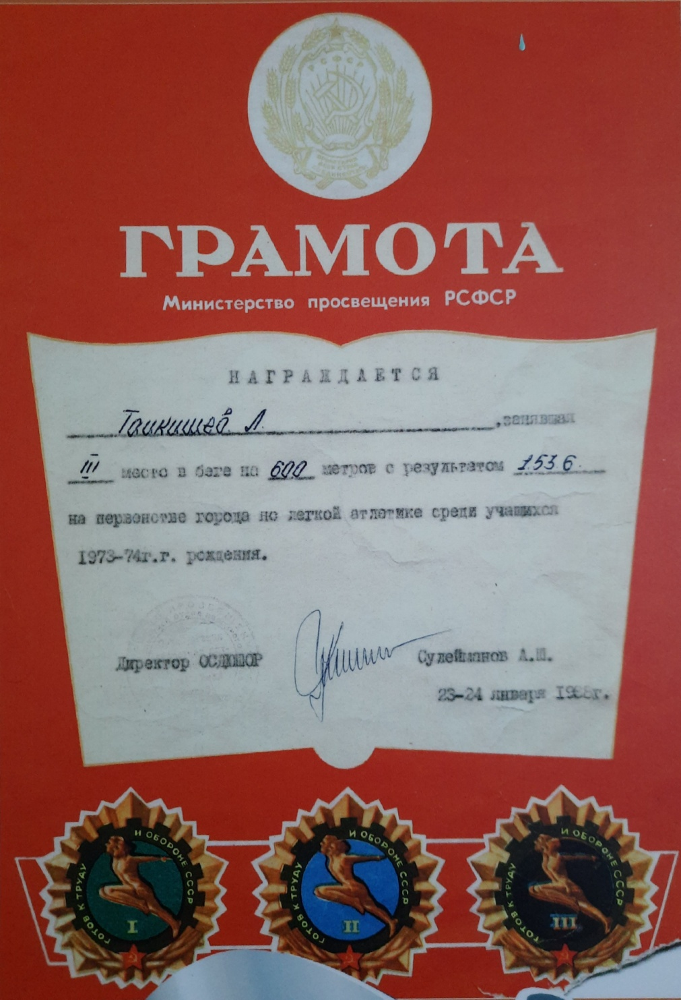 РСФСР
ГРАМОТА
Министерство просвещения РСФСР
НАГРАЖДАЕТСЯ
Таикишев Л. ,занявшая
III место в беге на 600 метров с результатом 1.53.6.
на первенстве города по легкой атлетике среди учащихся
1973-74г.г. рождения.
Директор ОСДЮШОР Сулейманов А.Ш.
23-24 января 1988г.
ГОТОВ К ТРУДУ И ОБОРОНЕ СССР
I
ГОТОВ К ТРУДУ И ОБОРОНЕ СССР
II
ГОТОВ К ТРУДУ И ОБОРОНЕ СССР
III